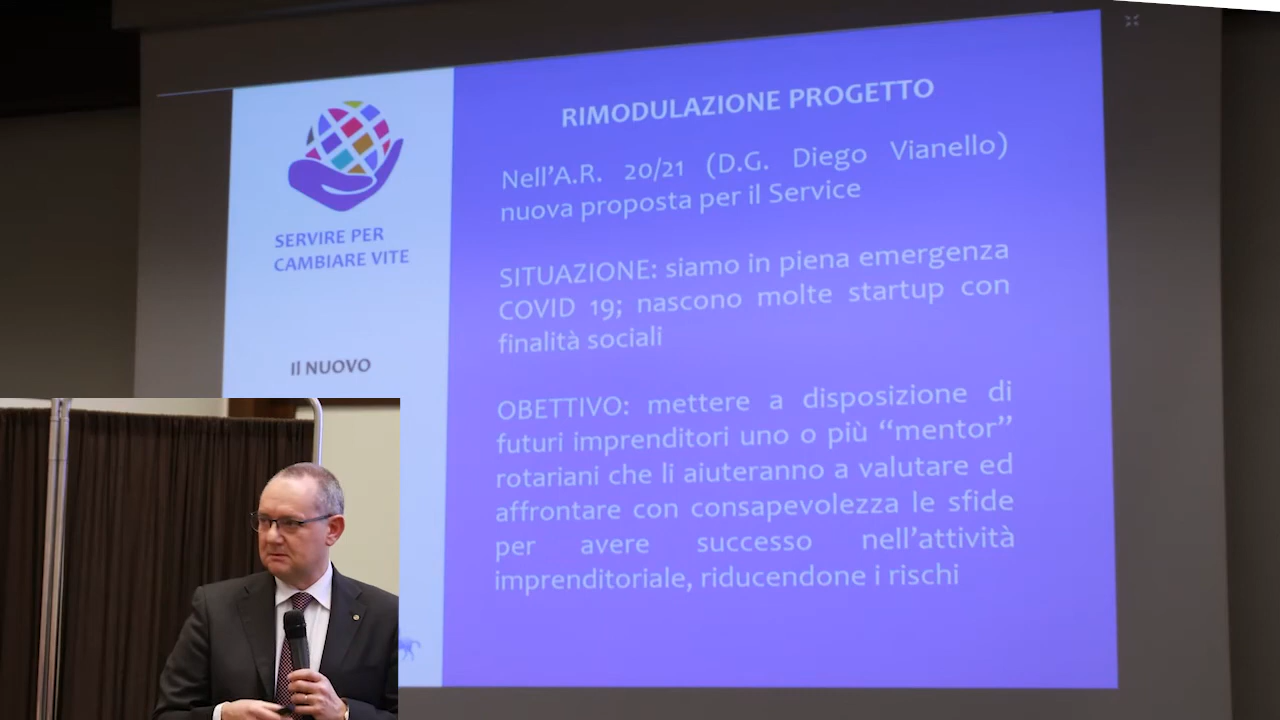 SERVIRE PER
CAMBIARE VITE
Il NUOVO
RIMODULAZIONE PROGETTO
Nell’A.R. 20/21 (D.G. Diego Vianello)
nuova proposta per il Service
SITUAZIONE: siamo in piena emergenza
COVID 19; nascono molte startup con
finalità sociali
OBETTIVO: mettere a disposizione di
futuri imprenditori uno o più “mentor”
rotariani che li aiuteranno a valutare ed
affrontare con consapevolezza le sfide
per avere successo nell’attività
imprenditoriale, riducendone i rischi